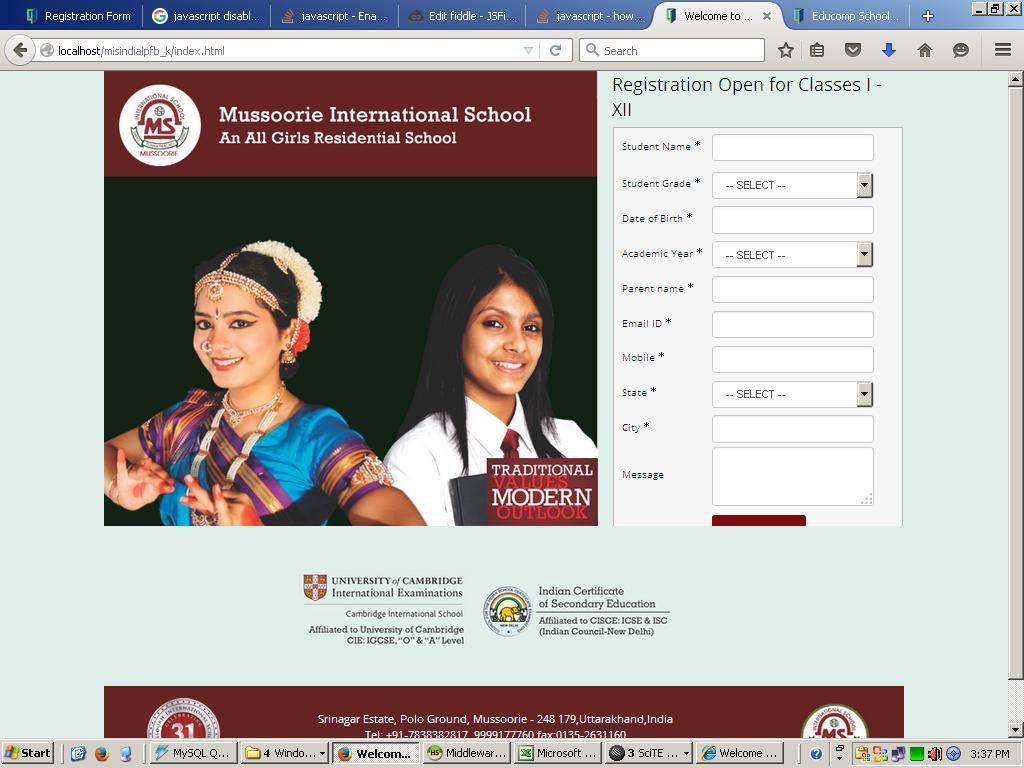 Registration Form
javascript disabl...
javascript - Ena...
Edit fiddle - JSFi...
javascript - how...
Welcome to ...
Educomp School...
localhost/misindialpfb_k/index.html
Search
INTERNATIONAL SCHOOL
MS
MUSSOORIE
Mussoorie International School
An All Girls Residential School
Registration Open for Classes I -
XII
Student Name *
Student Grade *
-- SELECT --
Date of Birth *
Academic Year *
-- SELECT --
Parent name *
Email ID *
Mobile *
State *
-- SELECT --
City *
Message
TRADITIONAL
VALUES
MODERN
OUTLOOK
UNIVERSITY of CAMBRIDGE
International Examinations
Cambridge International School
Affiliated to University of Cambridge
CIE: IGCSE, "O" & "A" Level
Indian Certificate
of Secondary Education
Affiliated to CISCE: ICSE & ISC
(Indian Council-New Delhi)
NEW DELHI
31
Srinagar Estate, Polo Ground, Mussoorie - 248 179,Uttarakhand,India
Tel: +91-7838382817, 9999177760 fax:0135-2631160
Start
MySQL Q...
4 Windo...
Welcom...
Middlewar...
Microsoft ...
3 SciTE ...
Welcome ...
3:37 PM